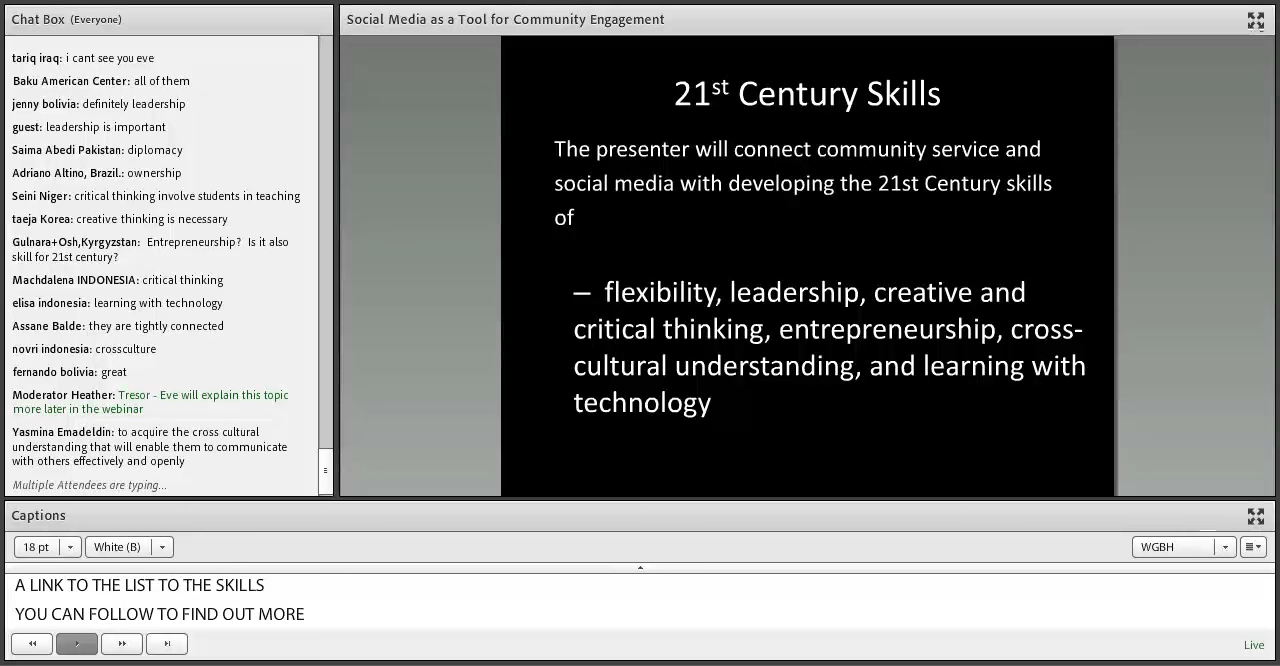 Chat Box (Everyone)
tariq iraq: i cant see you eve
Baku American Center: all of them
jenny bolivia: definitely leadership
guest: leadership is important
Saima Abedi Pakistan: diplomacy
Adriano Altino, Brazil.: ownership
Seini Niger: critical thinking involve students in teaching
taeja Korea: creative thinking is necessary
Gulnara+Osh,Kyrgyzstan: Entrepreneurship? Is it also
skill for 21st century?
Machdalena INDONESIA: critical thinking
elisa indonesia: learning with technology
Assane Balde: they are tightly connected
novri indonesia: crossculture
fernando bolivia: great
Moderator Heather: Tresor - Eve will explain this topic
more later in the webinar
Yasmina Emadeldin: to acquire the cross cultural
understanding that will enable them to communicate
with others effectively and openly
Multiple Attendees are typing...
Social Media as a Tool for Community Engagement
21st Century Skills
The presenter will connect community service and
social media with developing the 21st Century skills
of
– flexibility, leadership, creative and
critical thinking, entrepreneurship, cross-
cultural understanding, and learning with
technology
Captions
18 pt
White (B)
WGBH
A LINK TO THE LIST TO THE SKILLS
YOU CAN FOLLOW TO FIND OUT MORE
Live